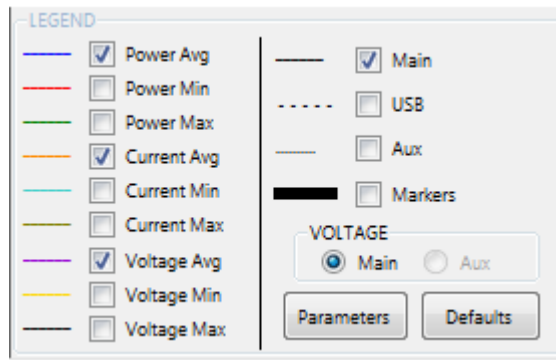 LEGEND
Power Avg
Power Min
Power Max
Current Avg
Current Min
Current Max
Voltage Avg
Voltage Min
Voltage Max
Main
USB
Aux
Markers
VOLTAGE
Main Aux
Parameters Defaults